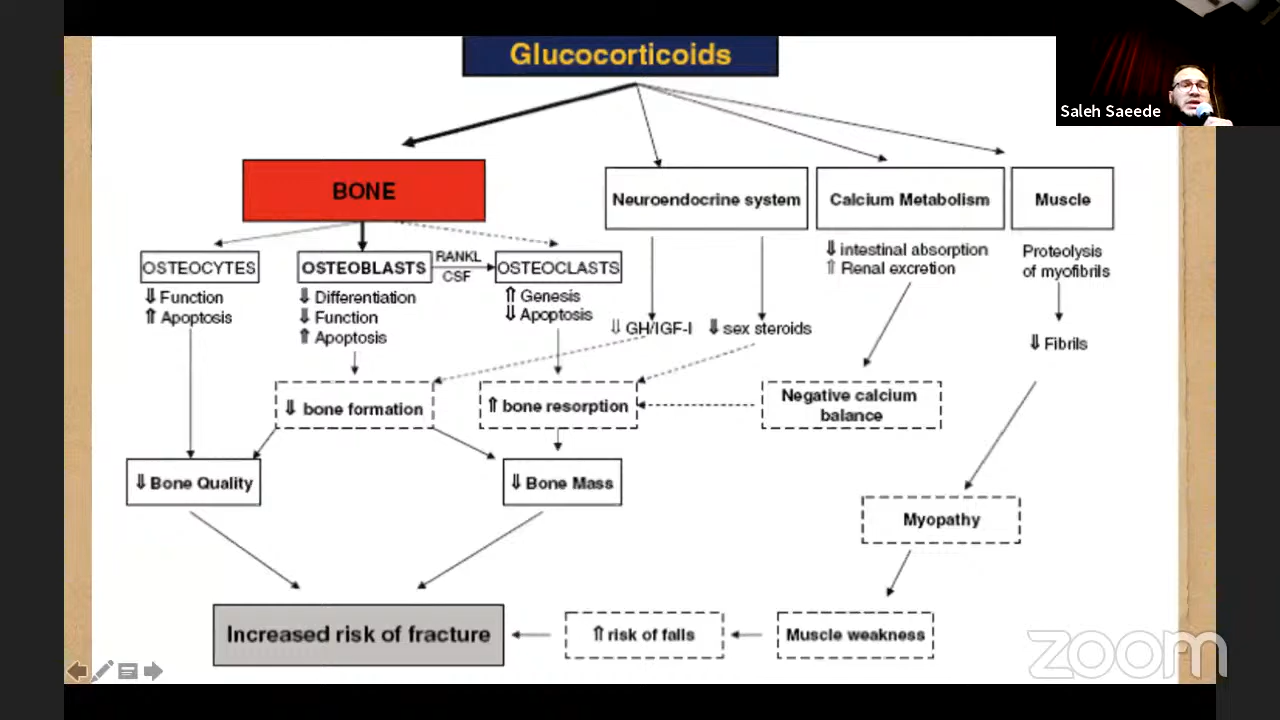 Glucocorticoids
Saleh Saeede
BONE
Neuroendocrine system
Calcium Metabolism
Muscle
OSTEOCYTES
OSTEOBLASTS
RANKL
CSF
OSTEOCLASTS
⇓ intestinal absorption
⇑ Renal excretion
Proteolysis
of myofibrils
⇓ Function
⇑ Apoptosis
⇓ Differentiation
⇓ Function
⇑ Apoptosis
⇑ Genesis
⇓ Apoptosis
⇓ GH/IGF-I
⇓ sex steroids
⇓ Fibrils
⇓ bone formation
⇑ bone resorption
Negative calcium
balance
⇓ Bone Quality
⇓ Bone Mass
Myopathy
Increased risk of fracture
⇑ risk of falls
Muscle weakness
zoom